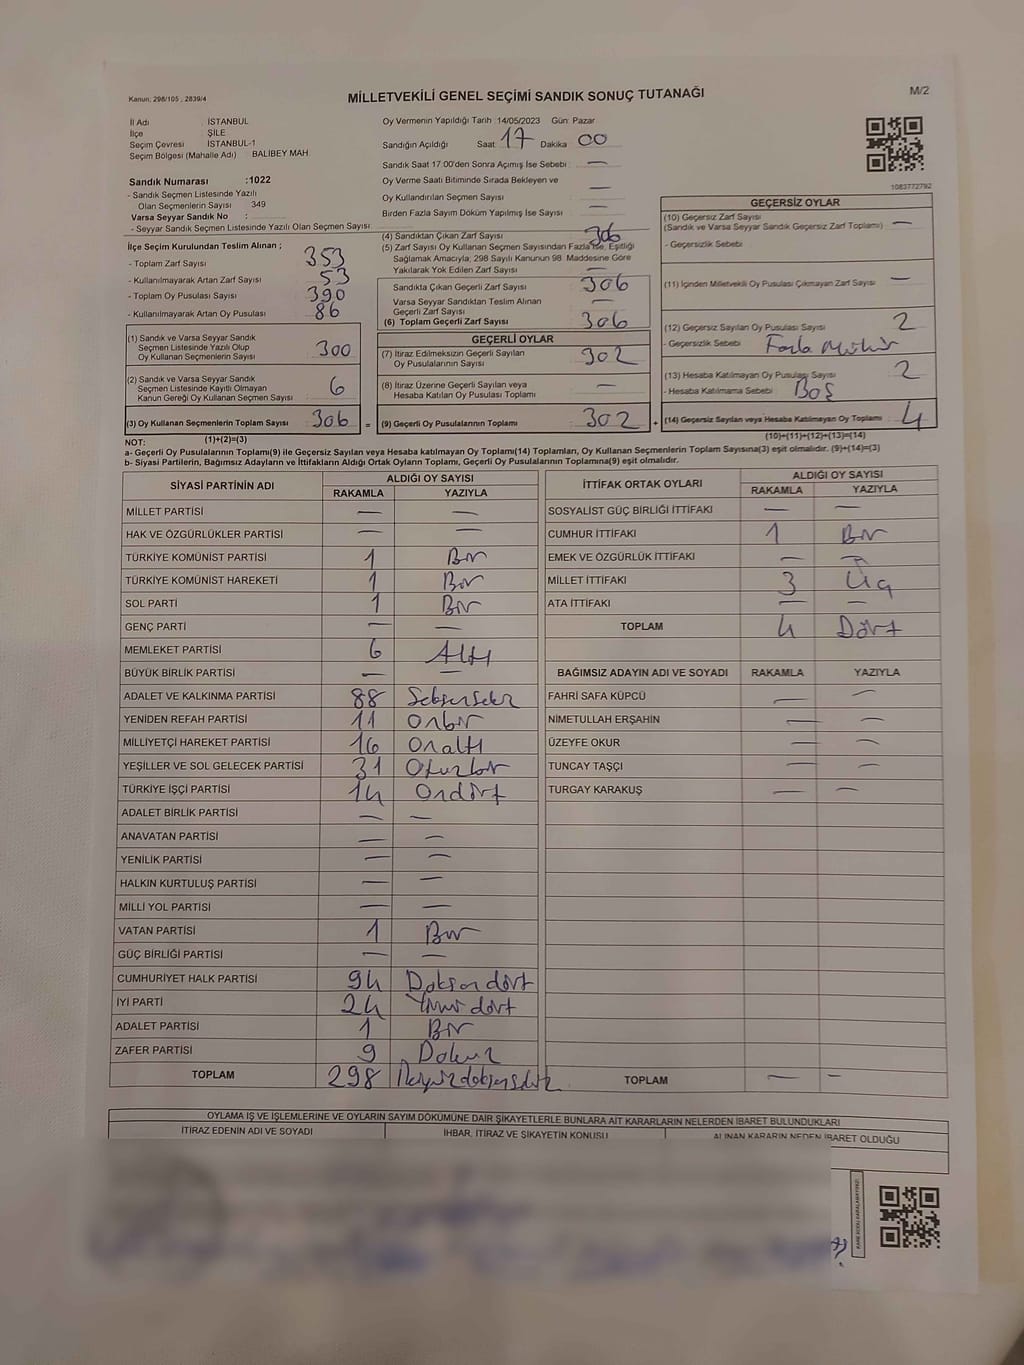 Kanun; 298/105 ; 2839/4
MİLLETVEKİLİ GENEL SEÇİMİ SANDIK SONUÇ TUTANAĞI
M/2
İl Adı : İSTANBUL
İlçe : ŞİLE
Seçim Çevresi : İSTANBUL-1
Seçim Bölgesi (Mahalle Adı) : BALİBEY MAH.
Oy Vermenin Yapıldığı Tarih :14/05/2023 Gün: Pazar
Sandığın Açıldığı Saat 17 Dakika 00
Sandık Saat 17.00'den Sonra Açımış İse Sebebi : —
Oy Verme Saati Bitiminde Sırada Bekleyen ve
Oy Kullandırılan Seçmen Sayısı : —
Birden Fazla Sayım Döküm Yapılmış İse Sayısı : —
1083772792
Sandık Numarası :1022
- Sandık Seçmen Listesinde Yazılı
Olan Seçmenlerin Sayısı : 349
Varsa Seyyar Sandık No :
- Seyyar Sandık Seçmen Listesinde Yazılı Olan Seçmen Sayısı:
İlçe Seçim Kurulundan Teslim Alınan ;
- Toplam Zarf Sayısı : 353
- Kullanılmayarak Artan Zarf Sayısı : 53
- Toplam Oy Pusulası Sayısı : 390
- Kullanılmayarak Artan Oy Pusulası : 86
(1) Sandık ve Varsa Seyyar Sandık
Seçmen Listesinde Yazılı Olup
Oy Kullanan Seçmenlerin Sayısı : 300
(2) Sandık ve Varsa Seyyar Sandık
Seçmen Listesinde Kayıtlı Olmayan
Kanun Gereği Oy Kullanan Seçmen Sayısı : 6
(3) Oy Kullanan Seçmenlerin Toplam Sayısı : 306 =
(1)+(2)=(3)
(4) Sandıktan Çıkan Zarf Sayısı : 306
(5) Zarf Sayısı Oy Kullanan Seçmen Sayısından Fazla İse, Eşitliği
Sağlamak Amacıyla; 298 Sayılı Kanunun 98. Maddesine Göre
Yakılarak Yok Edilen Zarf Sayısı : —
Sandıkta Çıkan Geçerli Zarf Sayısı : 306
Varsa Seyyar Sandıktan Teslim Alınan
Geçerli Zarf Sayısı : —
(6) Toplam Geçerli Zarf Sayısı : 306
GEÇERLİ OYLAR
(7) İtiraz Edilmeksizin Geçerli Sayılan
Oy Pusulasının Sayısı : 302
(8) İtiraz Üzerine Geçerli Sayılan veya
Hesaba Katılan Oy Pusulası Toplamı : —
(9) Geçerli Oy Pusulalarının Toplamı : 302 +
GEÇERSİZ OYLAR
(10) Geçersiz Zarf Sayısı
(Sandık ve Varsa Seyyar Sandık Geçersiz Zarf Toplamı) : —
- Geçersizlik Sebebi :
(11) İçinden Milletvekili Oy Pusulası Çıkmayan Zarf Sayısı : —
(12) Geçersiz Sayılan Oy Pusulası Sayısı : 2
- Geçersizlik Sebebi : Fazla Mühür
(13) Hesaba Katılmayan Oy Pusulası Sayısı : 2
- Hesaba Katılmama Sebebi : Boş
(14) Geçersiz Sayılan veya Hesaba Katılmayan Oy Toplamı : 4
(10)+(11)+(12)+(13)=(14)
NOT:
a- Geçerli Oy Pusulasının Toplamı(9) ile Geçersiz Sayılan veya Hesaba katılmayan Oy Toplamı(14) Toplamları, Oy Kullanan Seçmenlerin Toplam Sayısına(3) eşit olmalıdır. (9)+(14)=(3)
b- Siyasi Partilerin, Bağımsız Adayların ve İttifakların Aldığı Ortak Oyların Toplamı, Geçerli Oy Pusulalarının Toplamına(9) eşit olmalıdır.
SİYASİ PARTİNİN ADI
ALDIĞI OY SAYISI
RAKAMLA YAZIYLA
MİLLET PARTİSİ — —
HAK VE ÖZGÜRLÜKLER PARTİSİ — —
TÜRKİYE KOMÜNİST PARTİSİ 1 Bir
TÜRKİYE KOMÜNİST HAREKETİ 1 Bir
SOL PARTİ 1 Bir
GENÇ PARTİ — —
MEMLEKET PARTİSİ 6 Altı
BÜYÜK BİRLİK PARTİSİ — —
ADALET VE KALKINMA PARTİSİ 88 Seksensekiz
YENİDEN REFAH PARTİSİ 11 Onbir
MİLLİYETÇİ HAREKET PARTİSİ 16 Onaltı
YEŞİLLER VE SOL GELECEK PARTİSİ 31 Otuzbir
TÜRKİYE İŞÇİ PARTİSİ 14 Ondört
ADALET BİRLİK PARTİSİ — —
ANAVATAN PARTİSİ — —
YENİLİK PARTİSİ — —
HALKIN KURTULUŞ PARTİSİ — —
MİLLİ YOL PARTİSİ — —
VATAN PARTİSİ 1 Bir
GÜÇ BİRLİĞİ PARTİSİ — —
CUMHURİYET HALK PARTİSİ 94 Doksan dört
İYİ PARTİ 24 Yirmi dört
ADALET PARTİSİ 1 Bir
ZAFER PARTİSİ 9 Dokuz
TOPLAM 298 İkiyüzdoksansekiz
İTTİFAK ORTAK OYLARI
ALDIĞI OY SAYISI
RAKAMLA YAZIYLA
SOSYALİST GÜÇ BİRLİĞİ İTTİFAKI — —
CUMHUR İTTİFAKI 1 Bir
EMEK VE ÖZGÜRLÜK İTTİFAKI — —
MİLLET İTTİFAKI 3 Üç
ATA İTTİFAKI — —
TOPLAM 4 Dört
BAĞIMSIZ ADAYIN ADI VE SOYADI RAKAMLA YAZIYLA
FAHRİ SAFA KÜPCÜ — —
NİMETULLAH ERŞAHİN — —
ÜZEYFE OKUR — —
TUNCAY TAŞÇI — —
TURGAY KARAKUŞ — —
TOPLAM — —
OYLAMA İŞ VE İŞLEMLERİNE VE OYLARIN SAYIM DÖKÜMÜNE DAİR ŞİKAYETLERLE BUNLARA AİT KARARLARIN NELERDEN İBARET BULUNDUKLARI
İTİRAZ EDENİN ADI VE SOYADI
İHBAR, İTİRAZ VE ŞİKAYETİN KONUSU
ALINAN KARARIN NEDEN İBARET OLDUĞU